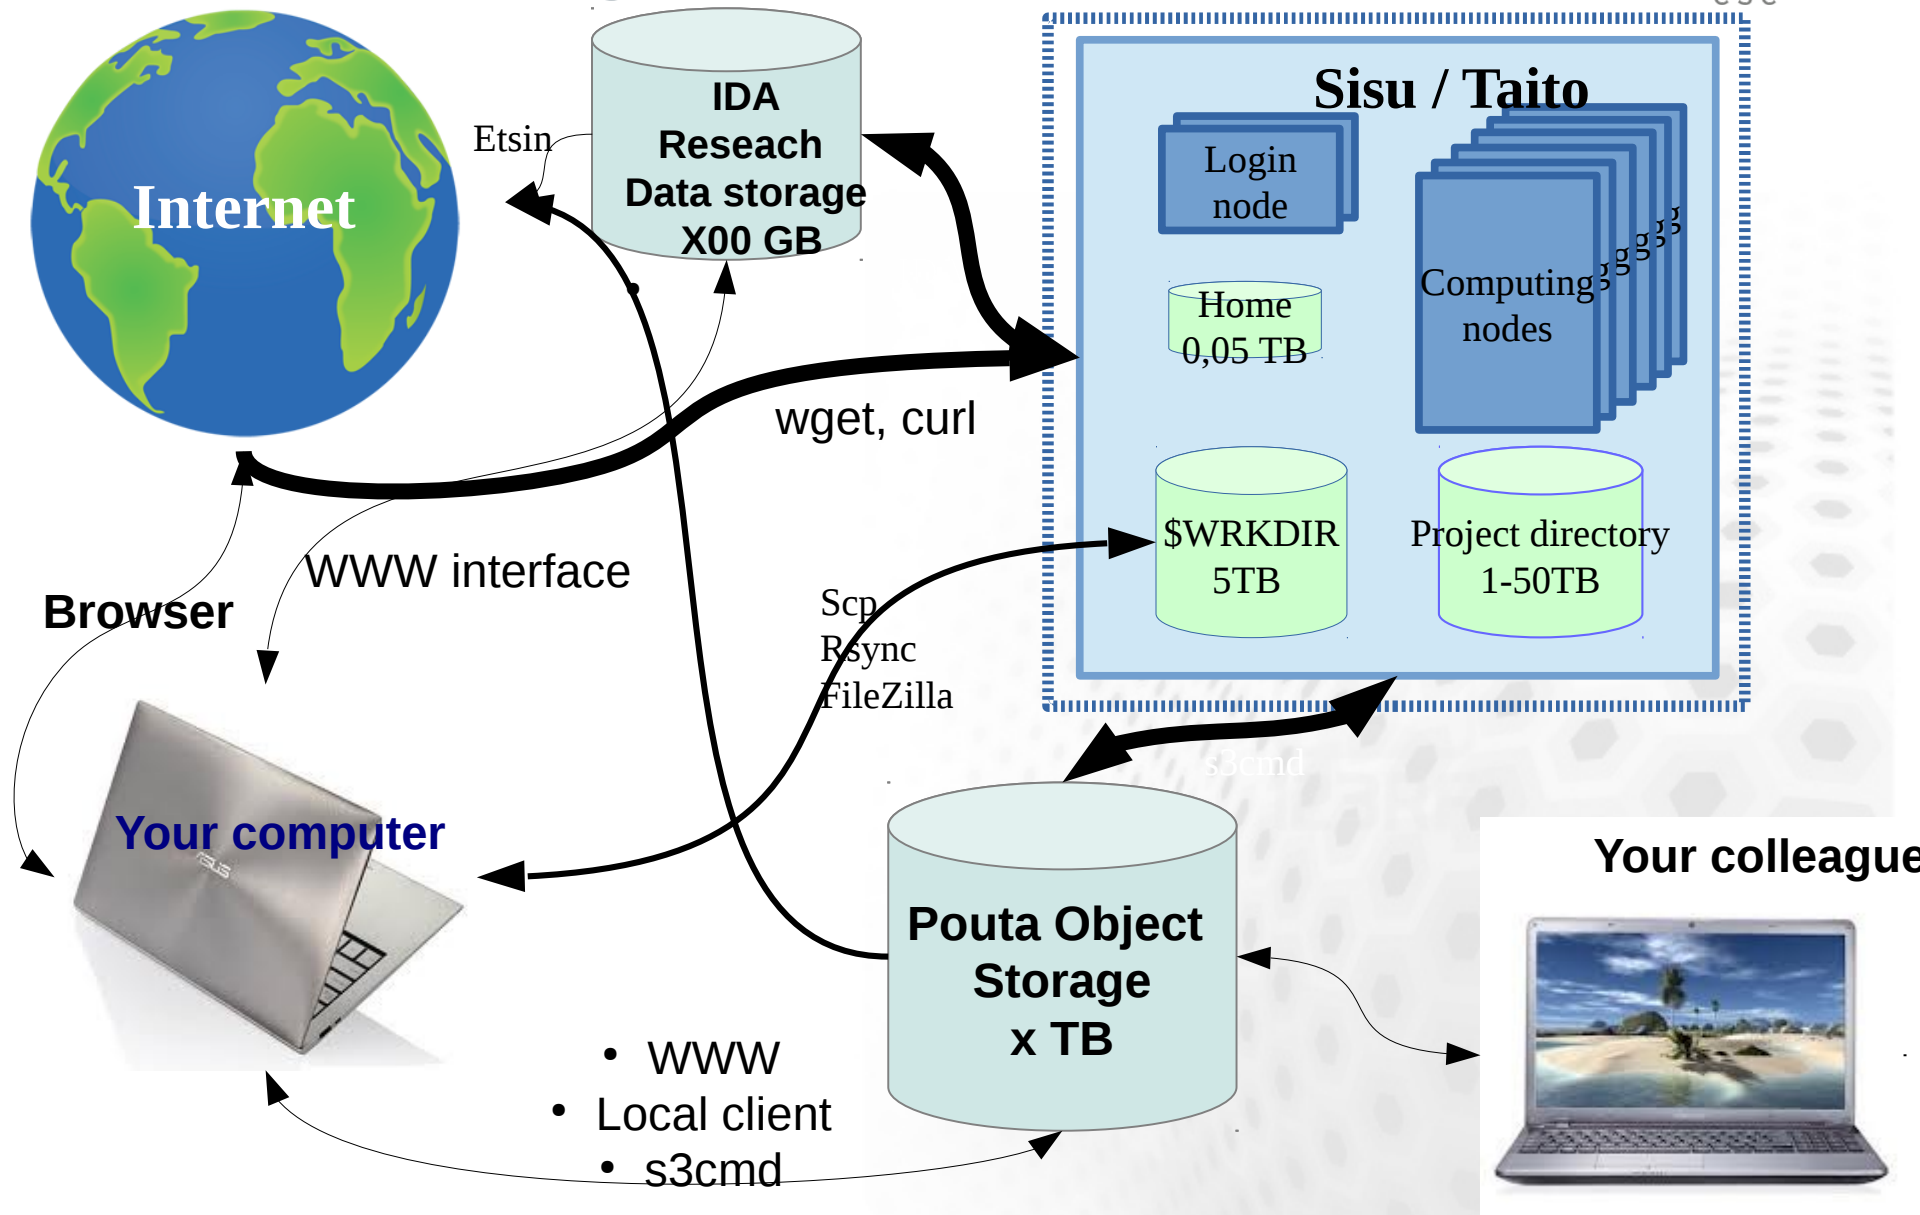 Internet
Etsin
IDA
Reseach
Data storage
X00 GB
Sisu / Taito
Login
node
Computing
nodes
g
g
g
g
g
Home
0,05 TB
wget, curl
$WRKDIR
5TB
Project directory
1-50TB
WWW interface
Browser
Scp
Rsync
FileZilla
s3cmd
Your computer
ASUS
Pouta Object
Storage
x TB
Your colleague
• WWW
• Local client
• s3cmd